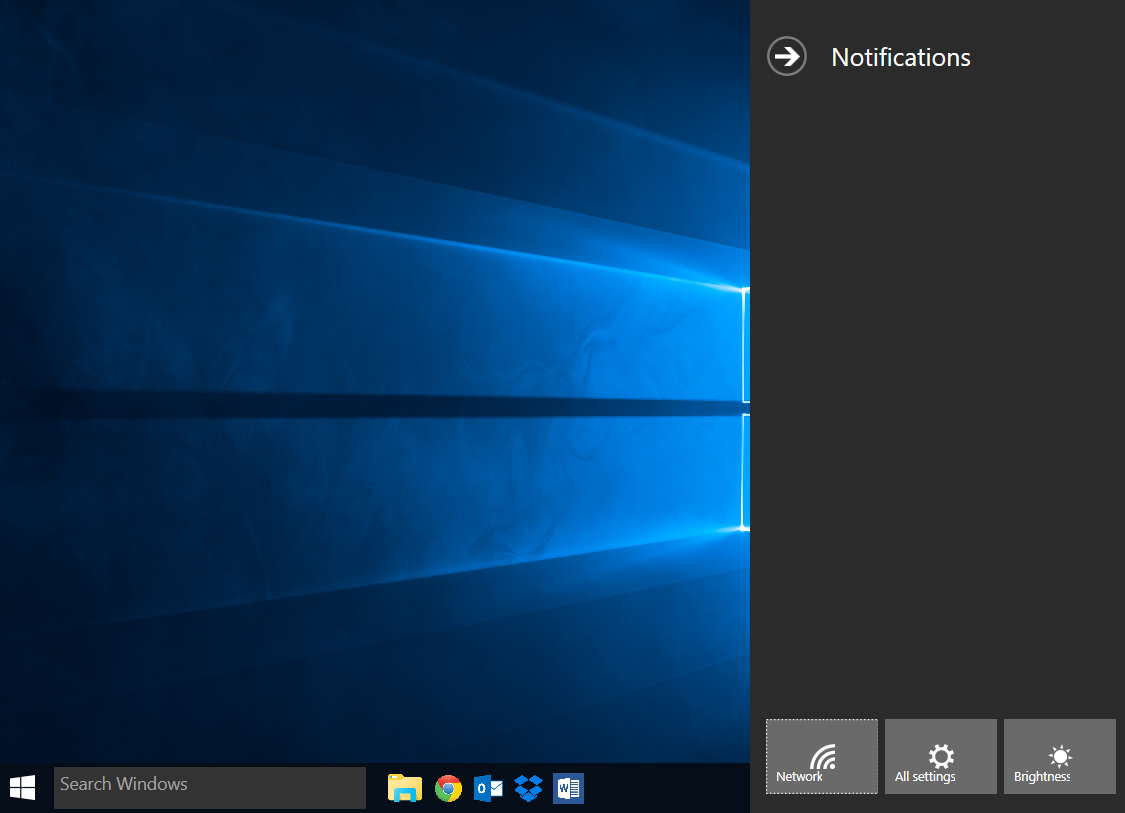 Notifications
Network
All settings
Brightness
Search Windows